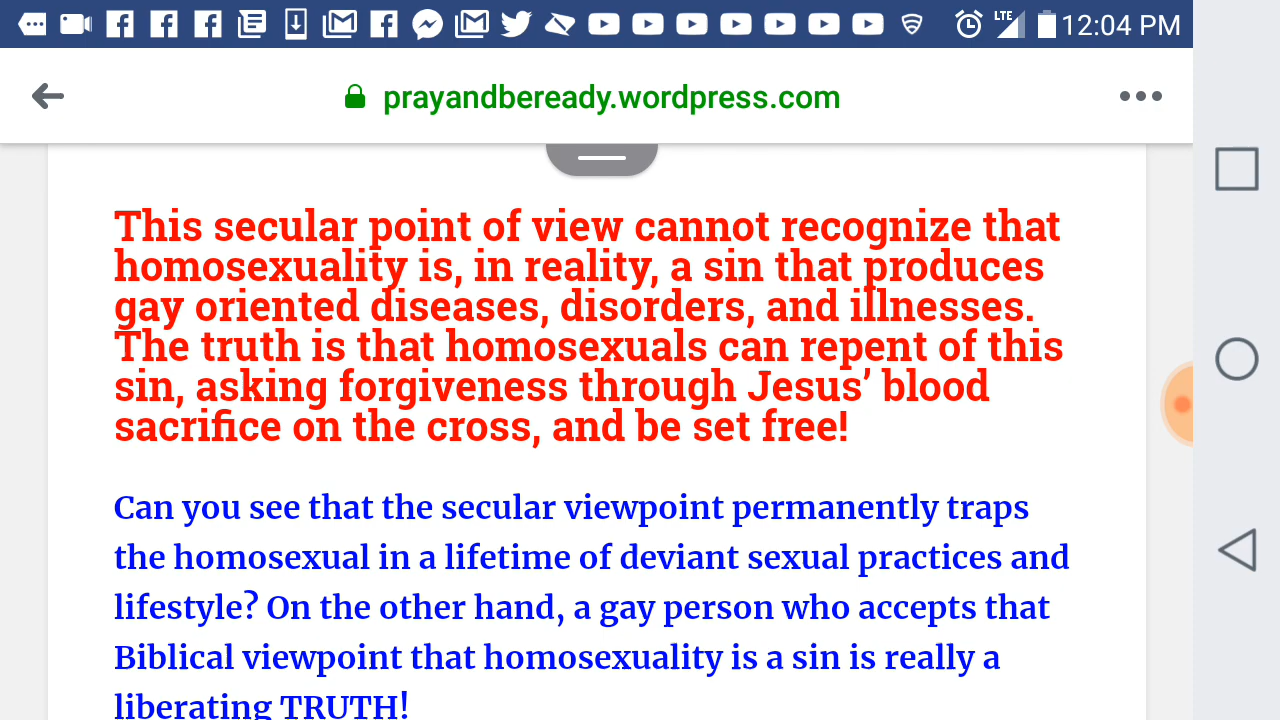 LTE 12:04 PM
prayandbeready.wordpress.com
This secular point of view cannot recognize that
homosexuality is, in reality, a sin that produces
gay oriented diseases, disorders, and illnesses.
The truth is that homosexuals can repent of this
sin, asking forgiveness through Jesus’ blood
sacrifice on the cross, and be set free!
Can you see that the secular viewpoint permanently traps
the homosexual in a lifetime of deviant sexual practices and
lifestyle? On the other hand, a gay person who accepts that
Biblical viewpoint that homosexuality is a sin is really a
liberating TRUTH!